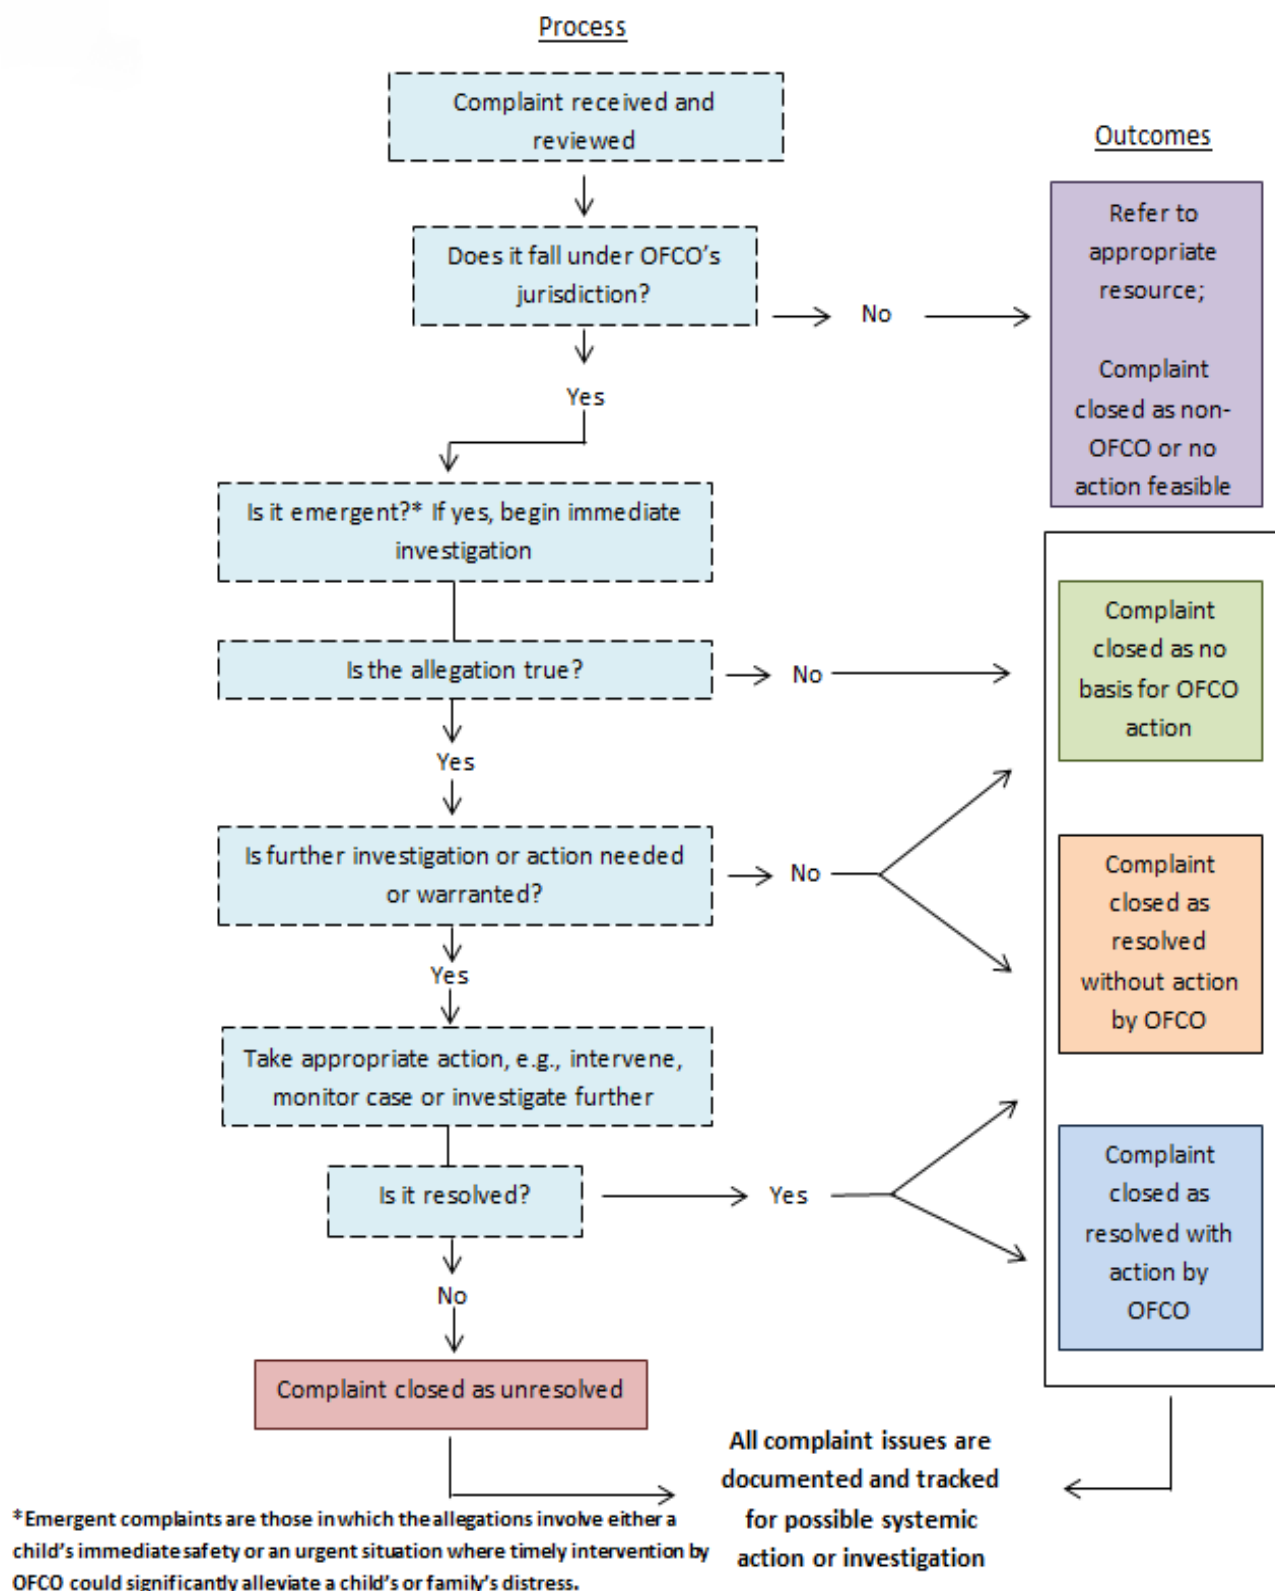 Process
Complaint received and
reviewed
Outcomes
Refer to
appropriate
resource;
Complaint
closed as non-
OFCO or no
action feasible
Does it fall under OFCO's
jurisdiction?
No
Yes
Is it emergent?* If yes, begin immediate
investigation
Is the allegation true?
No
Complaint
closed as no
basis for OFCO
action
Yes
Is further investigation or action needed
or warranted?
No
Complaint
closed as
resolved
without action
by OFCO
Yes
Take appropriate action, e.g., intervene,
monitor case or investigate further
Is it resolved?
Yes
Complaint
closed as
resolved with
action by
OFCO
No
Complaint closed as unresolved
All complaint issues are
documented and tracked
for possible systemic
action or investigation
*Emergent complaints are those in which the allegations involve either a
child's immediate safety or an urgent situation where timely intervention by
OFCO could significantly alleviate a child's or family's distress.